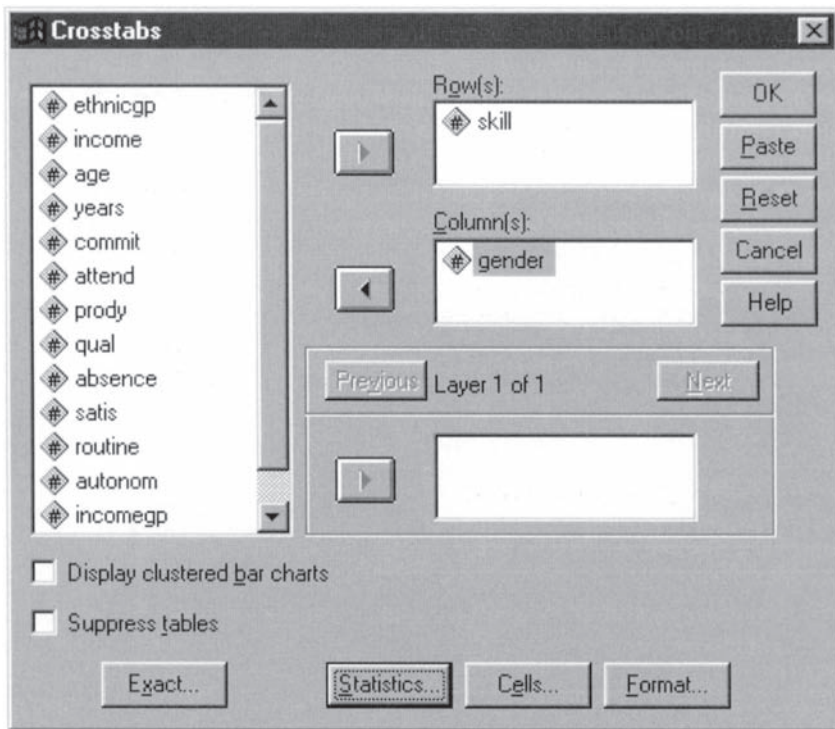 Crosstabs
ethnicgp
income
age
years
commit
attend
prody
qual
absence
satis
routine
autonom
incomegp
Row(s):
skill
Column(s):
gender
Previous
Layer 1 of 1
Next
OK
Paste
Reset
Cancel
Help
Display clustered bar charts
Suppress tables
Exact...
Statistics...
Cells...
Format...